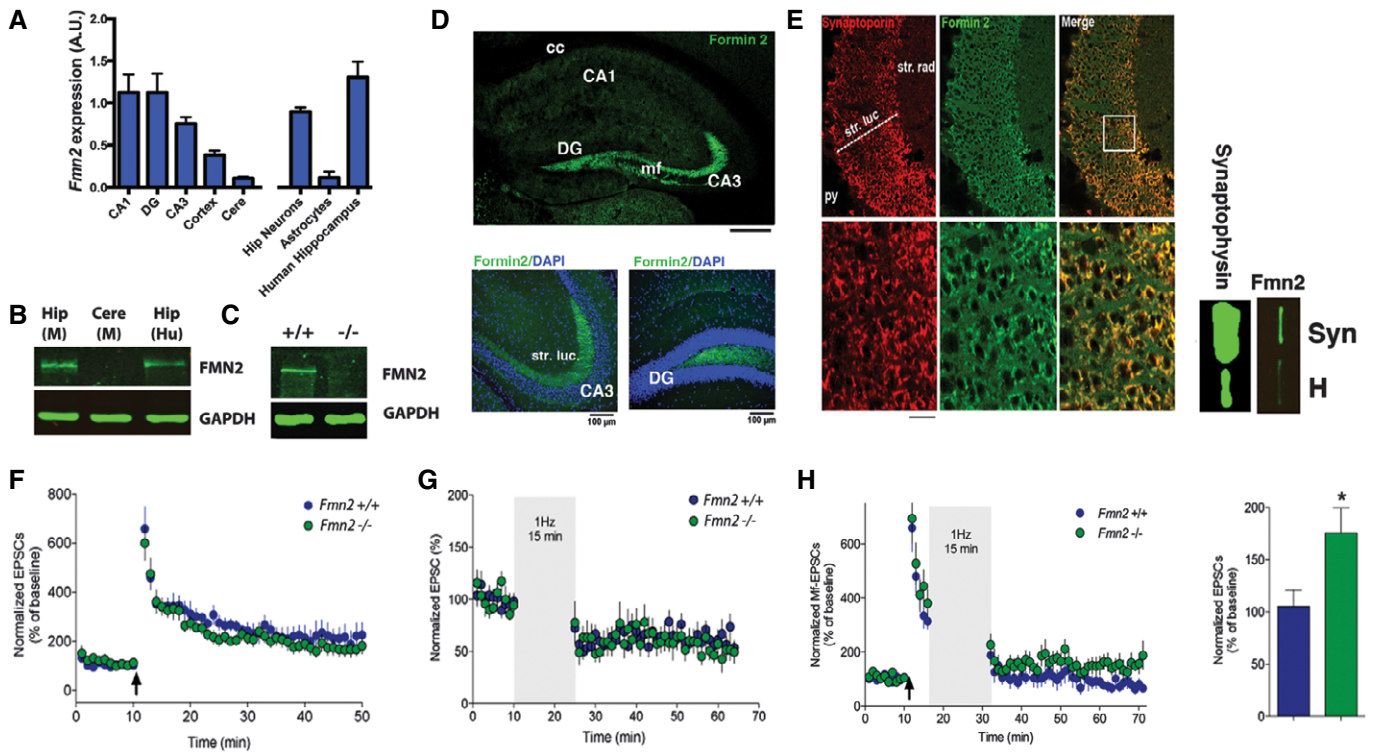 A
Fmn2 expression (A.U.)
2.0
1.5
1.0
0.5
0.0
CA1
DG
CA3
Cortex
Cere
Hip Neurons
Astrocytes
Human Hippocampus
B
Hip
(M)
Cere
(M)
Hip
(Hu)
FMN2
GAPDH
C
+/+
-/-
FMN2
GAPDH
D
Formin 2
cc
CA1
DG
mf
CA3
Formin2/DAPI
str. luc.
CA3
100 µm
Formin2/DAPI
DG
100 µm
E
Synaptoporin
Formin 2
Merge
str. rad
str. luc
py
Synaptophysin
Fmn2
Syn
H
F
Normalized EPSCs
(% of baseline)
800
600
400
200
0
Fmn2 +/+
Fmn2 -/-
0
10
20
30
40
50
Time (min)
G
Normalized EPSC (%)
200
150
100
50
0
1Hz
15 min
Fmn2 +/+
Fmn2 -/-
0
10
20
30
40
50
60
70
Time (min)
H
Normalized Mf-EPSCs
(% of baseline)
600
400
200
0
1Hz
15 min
Fmn2 +/+
Fmn2 -/-
0
10
20
30
40
50
60
70
Time (min)
Normalized EPSCs
(% of baseline)
200
150
100
50
0
*